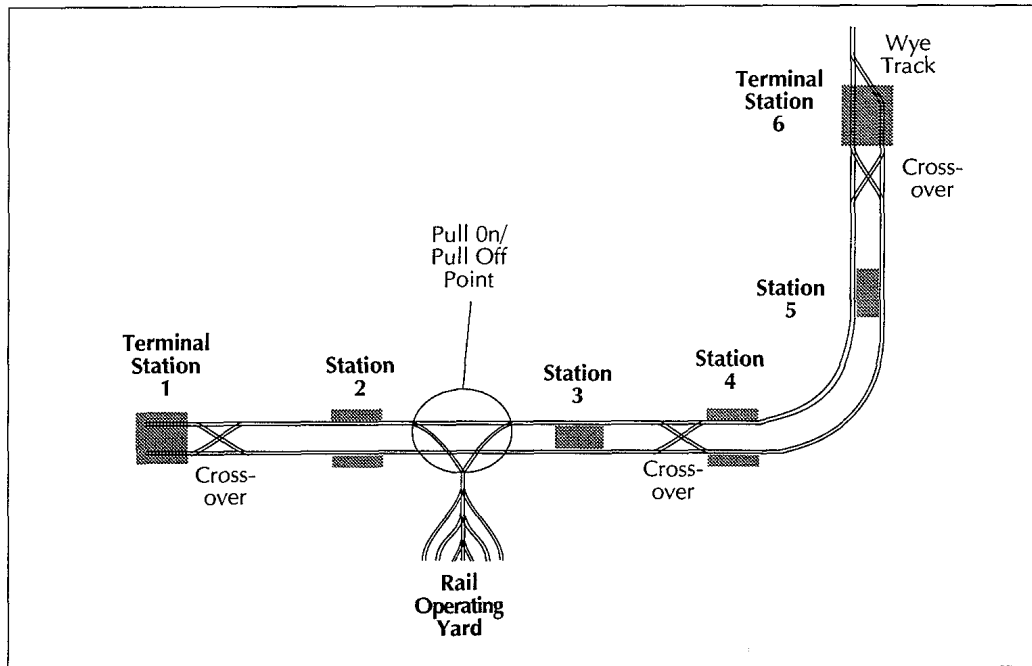 Wye
Track
Terminal
Station
6
Cross-
over
Pull 0n/
Pull Off
Point
Station
5
Terminal
Station
1
Station
2
Station
3
Station
4
Cross-
over
Cross-
over
Rail
Operating
Yard